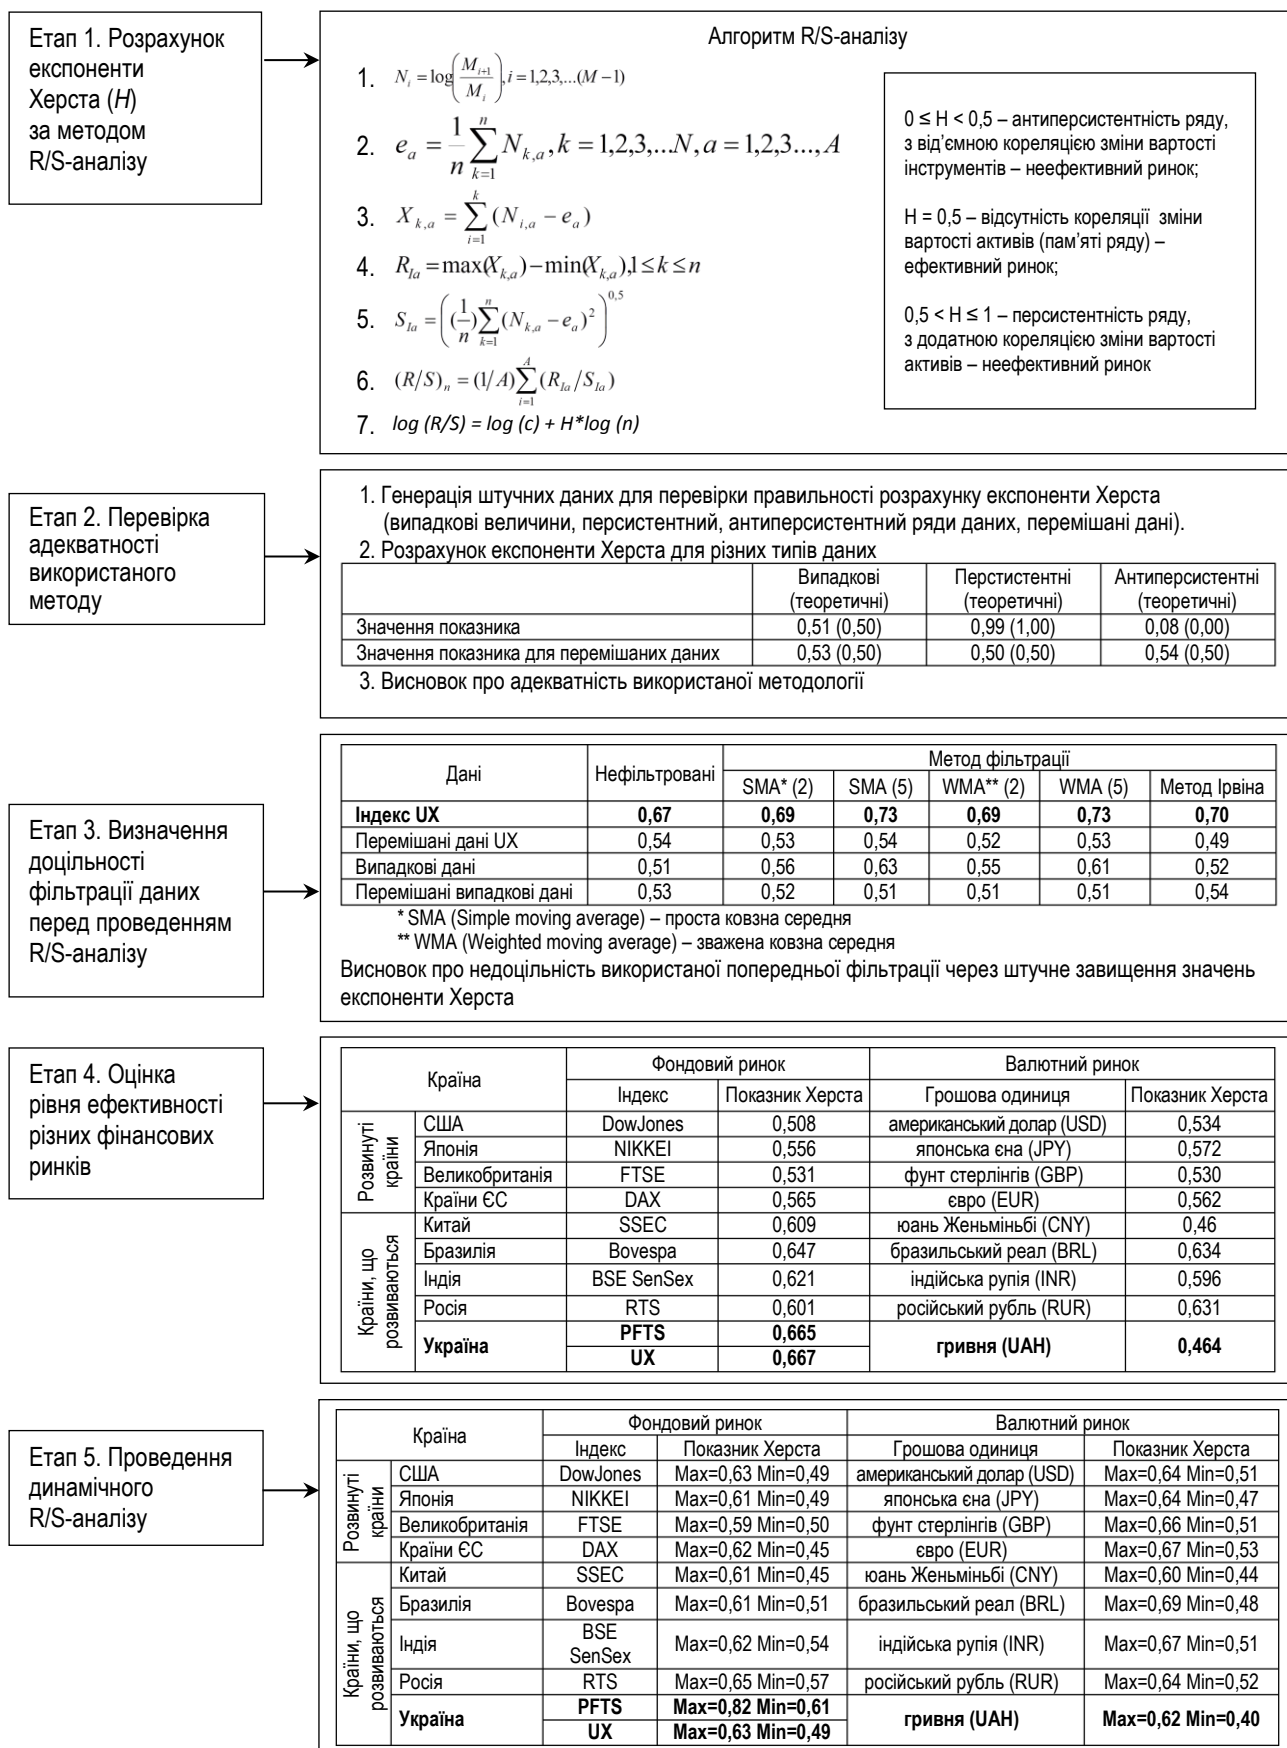 Етап 1. Розрахунок
експоненти
Херста (H)
за методом
R/S-аналізу
Алгоритм R/S-аналізу
1. N_i = log(M_{i+1}/M_i), i = 1,2,3,...(M − 1)
2. e_a = 1/n ∑_{k=1}^{n} N_{k,a}, k = 1,2,3,...N, a = 1,2,3..., A
3. X_{k,a} = ∑_{i=1}^{k} (N_{i,a} − e_a)
4. R_{Ia} = max(X_{k,a}) − min(X_{k,a}), 1 ≤ k ≤ n
5. S_{Ia} = ((1/n) ∑_{k=1}^{n} (N_{k,a} − e_a)^2)^{0,5}
6. (R/S)_n = (1/A) ∑_{i=1}^{A} (R_{Ia}/S_{Ia})
7. log (R/S) = log (c) + H*log (n)
0 ≤ H < 0,5 – антиперсистентність ряду,
з від’ємною кореляцією зміни вартості
інструментів – неефективний ринок;
H = 0,5 – відсутність кореляції зміни
вартості активів (пам’яті ряду) –
ефективний ринок;
0,5 < H ≤ 1 – персистентність ряду,
з додатною кореляцією зміни вартості
активів – неефективний ринок
Етап 2. Перевірка
адекватності
використаного
методу
1. Генерація штучних даних для перевірки правильності розрахунку експоненти Херста
(випадкові величини, персистентний, антиперсистентний ряди даних, перемішані дані).
2. Розрахунок експоненти Херста для різних типів даних
Випадкові (теоретичні) Перстистентні (теоретичні) Антиперсистентні (теоретичні)
Значення показника 0,51 (0,50) 0,99 (1,00) 0,08 (0,00)
Значення показника для перемішаних даних 0,53 (0,50) 0,50 (0,50) 0,54 (0,50)
3. Висновок про адекватність використаної методології
Етап 3. Визначення
доцільності
фільтрації даних
перед проведенням
R/S-аналізу
Дані Нефільтровані Метод фільтрації
SMA* (2) SMA (5) WMA** (2) WMA (5) Метод Ірвіна
Індекс UX 0,67 0,69 0,73 0,69 0,73 0,70
Перемішані дані UX 0,54 0,53 0,54 0,52 0,53 0,49
Випадкові дані 0,51 0,56 0,63 0,55 0,61 0,52
Перемішані випадкові дані 0,53 0,52 0,51 0,51 0,51 0,54
* SMA (Simple moving average) – проста ковзна середня
** WMA (Weighted moving average) – зважена ковзна середня
Висновок про недоцільність використаної попередньої фільтрації через штучне завищення значень
експоненти Херста
Етап 4. Оцінка
рівня ефективності
різних фінансових
ринків
Країна Фондовий ринок Валютний ринок
Індекс Показник Херста Грошова одиниця Показник Херста
Розвинуті країни
США DowJones 0,508 американський долар (USD) 0,534
Японія NIKKEI 0,556 японська єна (JPY) 0,572
Великобританія FTSE 0,531 фунт стерлінгів (GBP) 0,530
Країни ЄС DAX 0,565 євро (EUR) 0,562
Країни, що розвиваються
Китай SSEC 0,609 юань Женьміньбі (CNY) 0,46
Бразилія Bovespa 0,647 бразильський реал (BRL) 0,634
Індія BSE SenSex 0,621 індійська рупія (INR) 0,596
Росія RTS 0,601 російський рубль (RUR) 0,631
Україна PFTS 0,665 гривня (UAH) 0,464
UX 0,667
Етап 5. Проведення
динамічного
R/S-аналізу
Країна Фондовий ринок Валютний ринок
Індекс Показник Херста Грошова одиниця Показник Херста
Розвинуті країни
США DowJones Max=0,63 Min=0,49 американський долар (USD) Max=0,64 Min=0,51
Японія NIKKEI Max=0,61 Min=0,49 японська єна (JPY) Max=0,64 Min=0,47
Великобританія FTSE Max=0,59 Min=0,50 фунт стерлінгів (GBP) Max=0,66 Min=0,51
Країни ЄС DAX Max=0,62 Min=0,45 євро (EUR) Max=0,67 Min=0,53
Країни, що розвиваються
Китай SSEC Max=0,61 Min=0,45 юань Женьміньбі (CNY) Max=0,60 Min=0,44
Бразилія Bovespa Max=0,61 Min=0,51 бразильський реал (BRL) Max=0,69 Min=0,48
Індія BSE SenSex Max=0,62 Min=0,54 індійська рупія (INR) Max=0,67 Min=0,51
Росія RTS Max=0,65 Min=0,57 російський рубль (RUR) Max=0,64 Min=0,52
Україна PFTS Max=0,82 Min=0,61 гривня (UAH) Max=0,62 Min=0,40
UX Max=0,63 Min=0,49